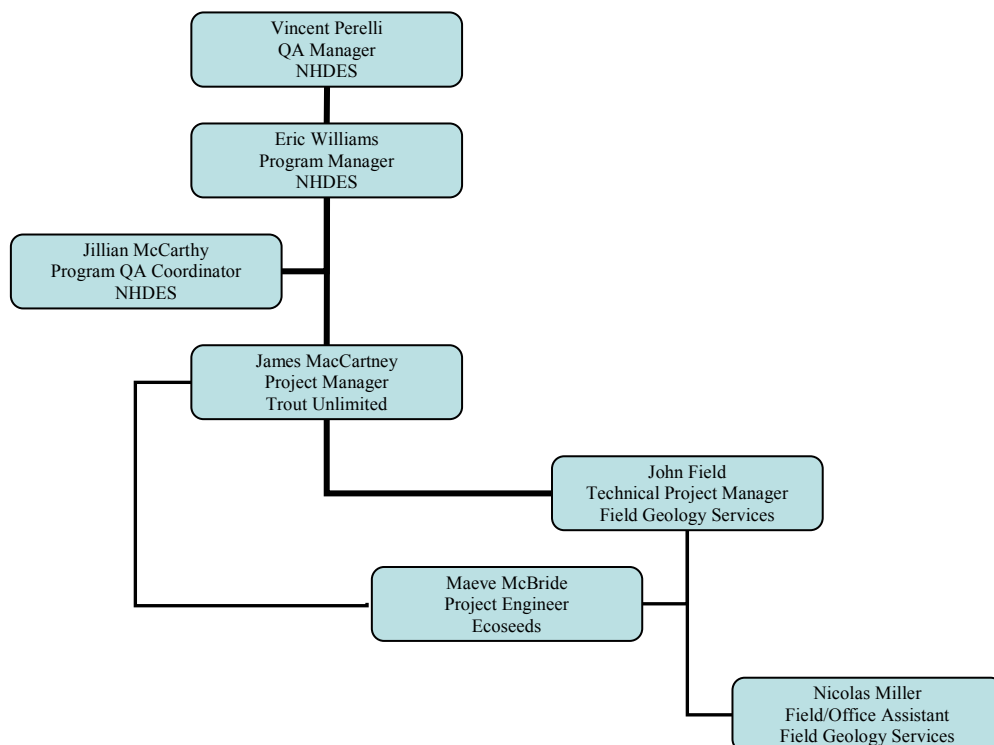 Vincent Perelli
QA Manager
NHDES
Eric Williams
Program Manager
NHDES
Jillian McCarthy
Program QA Coordinator
NHDES
James MacCartney
Project Manager
Trout Unlimited
John Field
Technical Project Manager
Field Geology Services
Maeve McBride
Project Engineer
Ecoseeds
Nicolas Miller
Field/Office Assistant
Field Geology Services